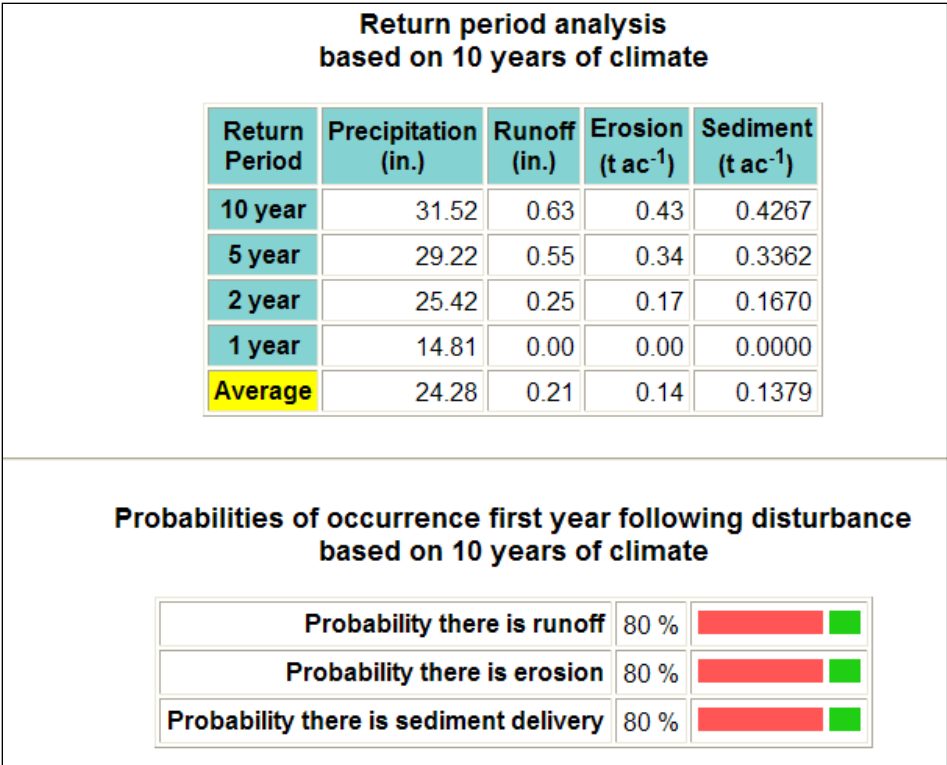 Return period analysis
based on 10 years of climate
Return Period Precipitation (in.) Runoff (in.) Erosion (t ac-1) Sediment (t ac-1)
10 year 31.52 0.63 0.43 0.4267
5 year 29.22 0.55 0.34 0.3362
2 year 25.42 0.25 0.17 0.1670
1 year 14.81 0.00 0.00 0.0000
Average 24.28 0.21 0.14 0.1379
Probabilities of occurrence first year following disturbance
based on 10 years of climate
Probability there is runoff 80 %
Probability there is erosion 80 %
Probability there is sediment delivery 80 %